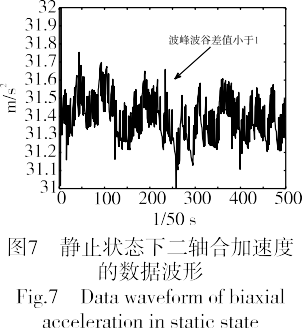 32
31.9
31.8
31.7
31.6
31.5
31.4
31.3
31.2
31.1
31
m/s²
波峰波谷差值小于1
0 100 200 300 400 500
1/50 s
图7 静止状态下二轴合加速度
的数据波形
Fig.7 Data waveform of biaxial
acceleration in static state